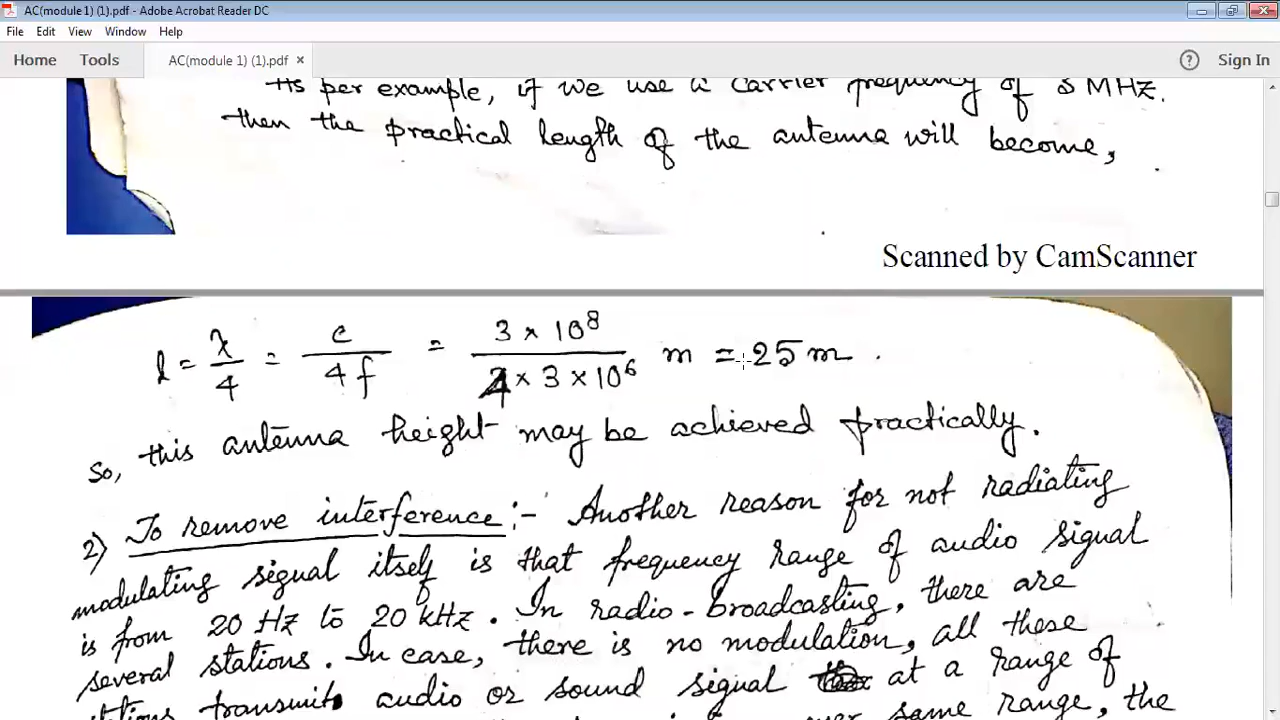 AC(module 1) (1).pdf - Adobe Acrobat Reader DC
File Edit View Window Help
Home Tools AC(module 1) (1).pdf × ? Sign In
As per example, if we use a carrier frequency of 3 MHz.
then the practical length of the antenna will become,
Scanned by CamScanner
l = λ/4 = c/4f = 3 × 10⁸/4 × 3 × 10⁶ m = 25 m .
So, this antenna height may be achieved practically.
2) To remove interference :- Another reason for not radiating
modulating signal itself is that frequency range of audio signal
is from 20 Hz to 20 kHz. In radio-broadcasting, there are
several stations. In case, there is no modulation, all these
stations transmit audio or sound signal at a range of
same range, the